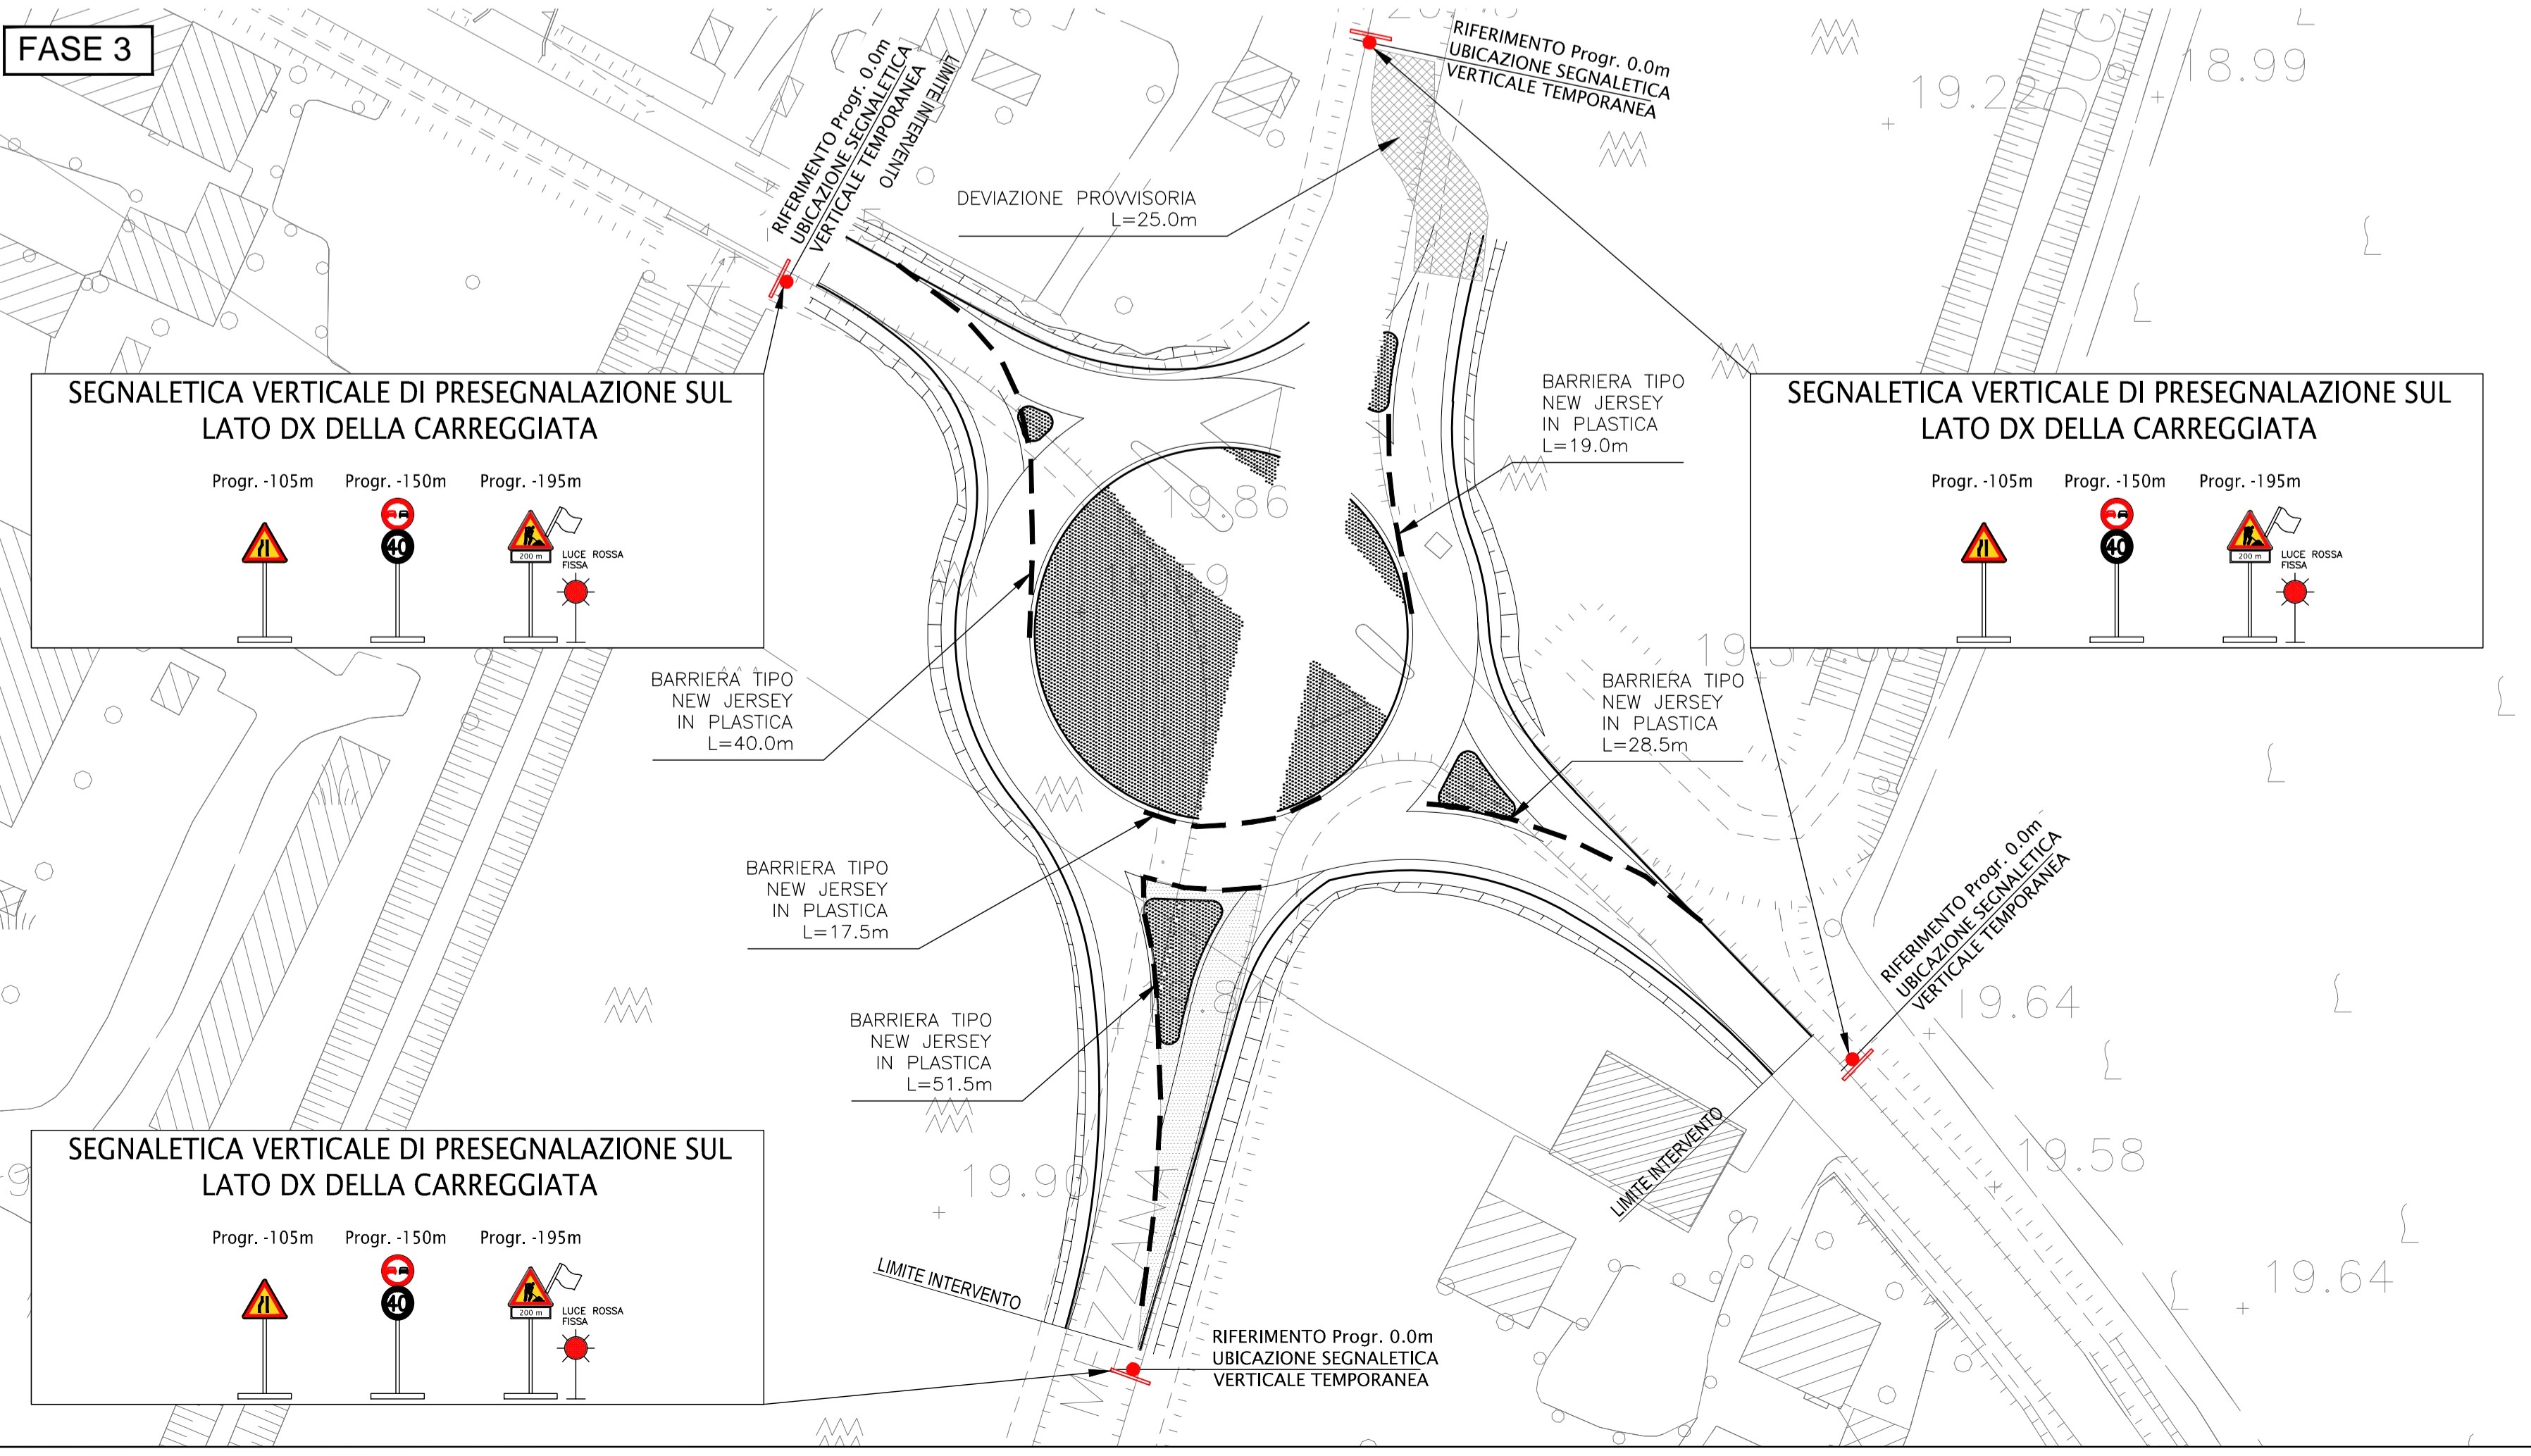 FASE 3
RIFERIMENTO Progr. 0.0m
UBICAZIONE SEGNALETICA
VERTICALE TEMPORANEA
LIMITE INTERVENTO
RIFERIMENTO Progr. 0.0m
UBICAZIONE SEGNALETICA
VERTICALE TEMPORANEA
19.22
18.99
DEVIAZIONE PROVVISORIA
L=25.0m
SEGNALETICA VERTICALE DI PRESEGNALAZIONE SUL
LATO DX DELLA CARREGGIATA
Progr. -105m Progr. -150m Progr. -195m
40
200 m
LUCE ROSSA
FISSA
BARRIERA TIPO
NEW JERSEY
IN PLASTICA
L=19.0m
SEGNALETICA VERTICALE DI PRESEGNALAZIONE SUL
LATO DX DELLA CARREGGIATA
Progr. -105m Progr. -150m Progr. -195m
40
200 m
LUCE ROSSA
FISSA
19.86
BARRIERA TIPO
NEW JERSEY
IN PLASTICA
L=40.0m
BARRIERA TIPO
NEW JERSEY
IN PLASTICA
L=28.5m
BARRIERA TIPO
NEW JERSEY
IN PLASTICA
L=17.5m
RIFERIMENTO Progr. 0.0m
UBICAZIONE SEGNALETICA
VERTICALE TEMPORANEA
19.64
BARRIERA TIPO
NEW JERSEY
IN PLASTICA
L=51.5m
LIMITE INTERVENTO
19.58
19.90
19.64
SEGNALETICA VERTICALE DI PRESEGNALAZIONE SUL
LATO DX DELLA CARREGGIATA
Progr. -105m Progr. -150m Progr. -195m
40
200 m
LUCE ROSSA
FISSA
LIMITE INTERVENTO
RIFERIMENTO Progr. 0.0m
UBICAZIONE SEGNALETICA
VERTICALE TEMPORANEA